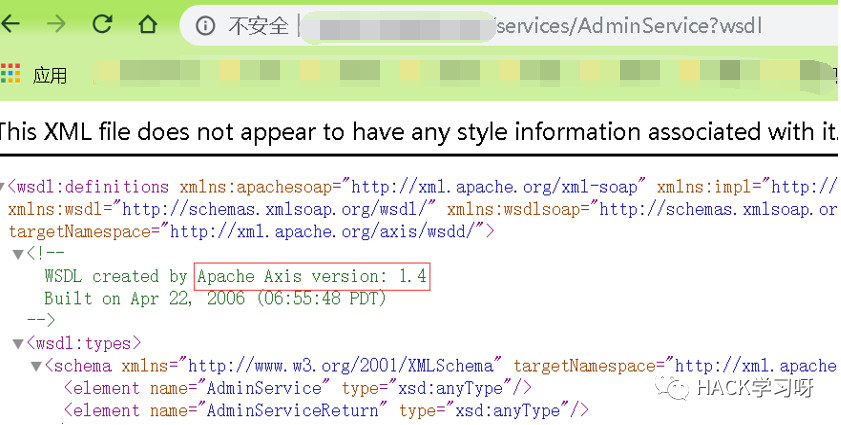 不安全 | /services/AdminService?wsdl
应用
This XML file does not appear to have any style information associated with it.
<wsdl:definitions xmlns:apachesoap="http://xml.apache.org/xml-soap" xmlns:impl="http:/
xmlns:wsdl="http://schemas.xmlsoap.org/wsdl/" xmlns:wsdlsoap="http://schemas.xmlsoap.or
targetNamespace="http://xml.apache.org/axis/wsdd/">
▼<!--
WSDL created by Apache Axis version: 1.4
Built on Apr 22, 2006 (06:55:48 PDT)
-->
▼<wsdl:types>
▼<schema xmlns="http://www.w3.org/2001/XMLSchema" targetNamespace="http://xml.apache
<element name="AdminService" type="xsd:anyType"/>
<element name="AdminServiceReturn" type="xsd:anyType"/>
HACK学习呀